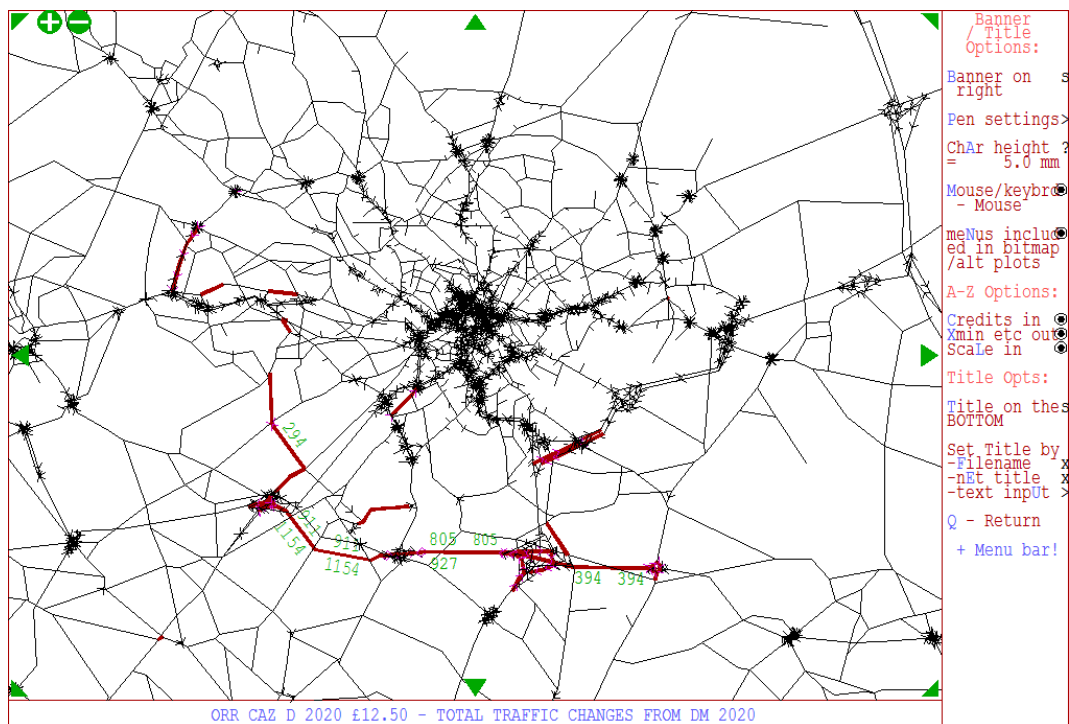 Banner
/ Title
Options:
Banner on s
right
Pen settings>
ChAr height ?
= 5.0 mm
Mouse/keybrd
- Mouse
meNus includ
ed in bitmap
/alt plots
A-Z Options:
Credits in
Xmin etc out
ScaLe in
Title Opts:
Title on thes
BOTTOM
Set Title by
-Filename x
-nEt title x
-text inpUt >
Q - Return
+ Menu bar!
294
911
1154
911
1154
805 805
927
394 394
ORR CAZ D 2020 £12.50 - TOTAL TRAFFIC CHANGES FROM DM 2020